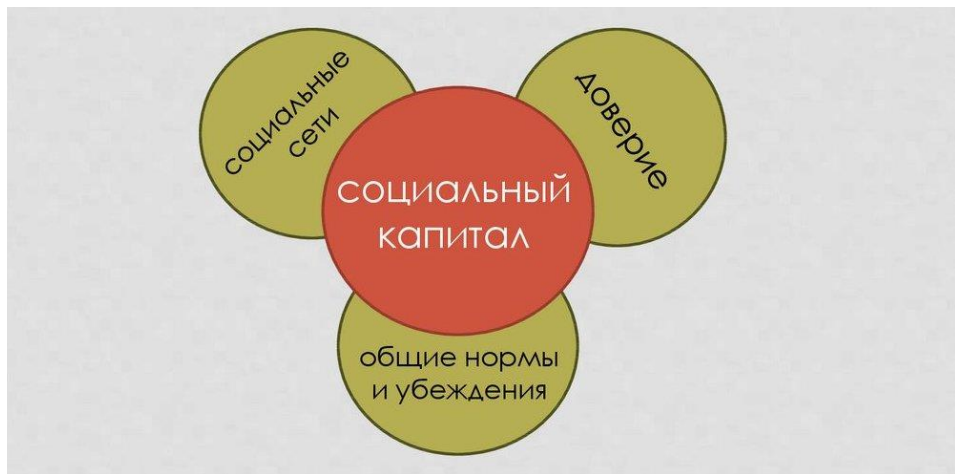 социальные
сети
доверие
социальный
капитал
общие нормы
и убеждения